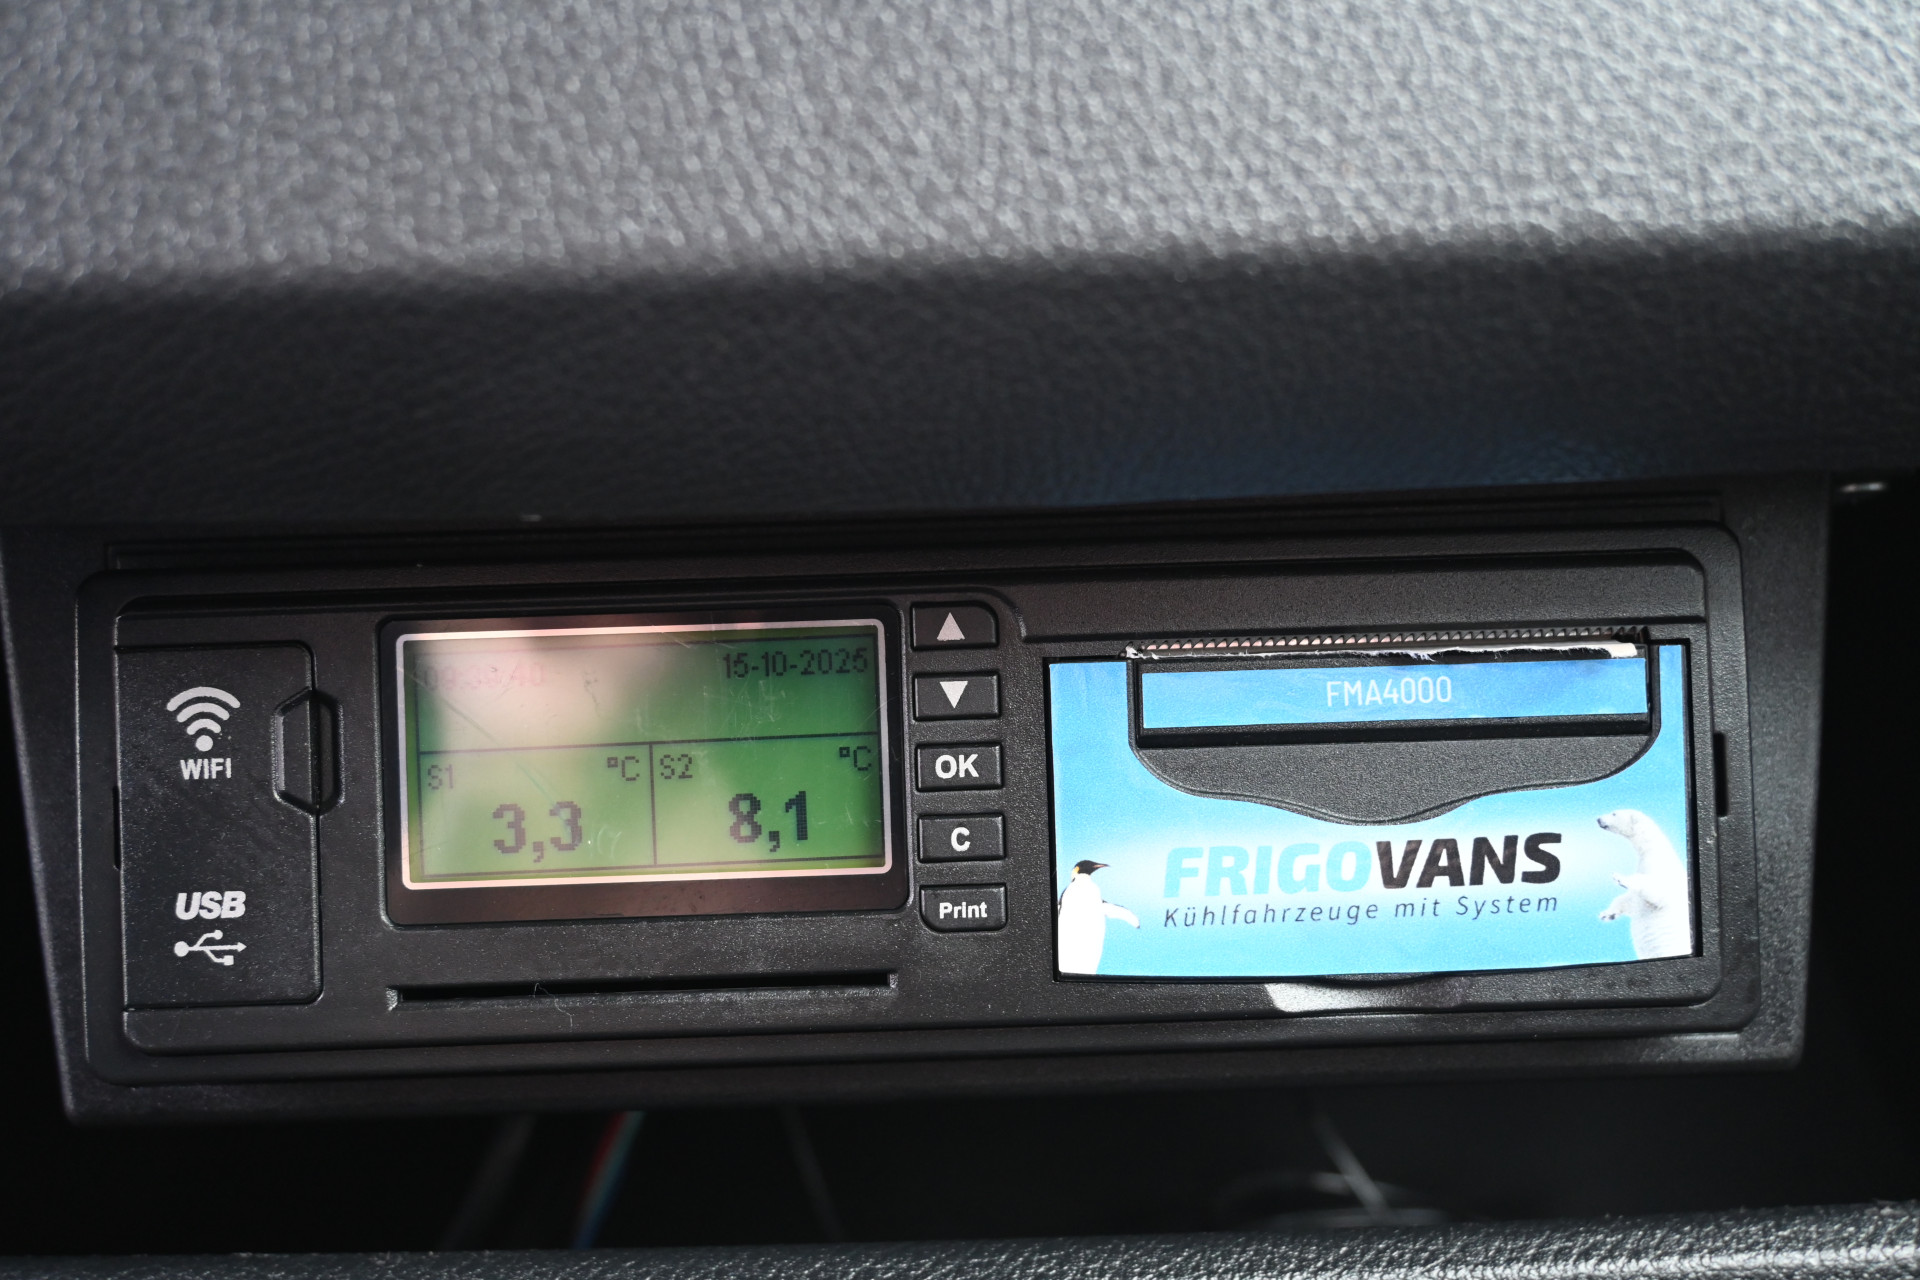 WIFI
USB
15-10-2025
S1 °C
3,3
S2 °C
8,1
OK
C
Print
FMA4000
FRIGOVANS
Kühlfahrzeuge mit System